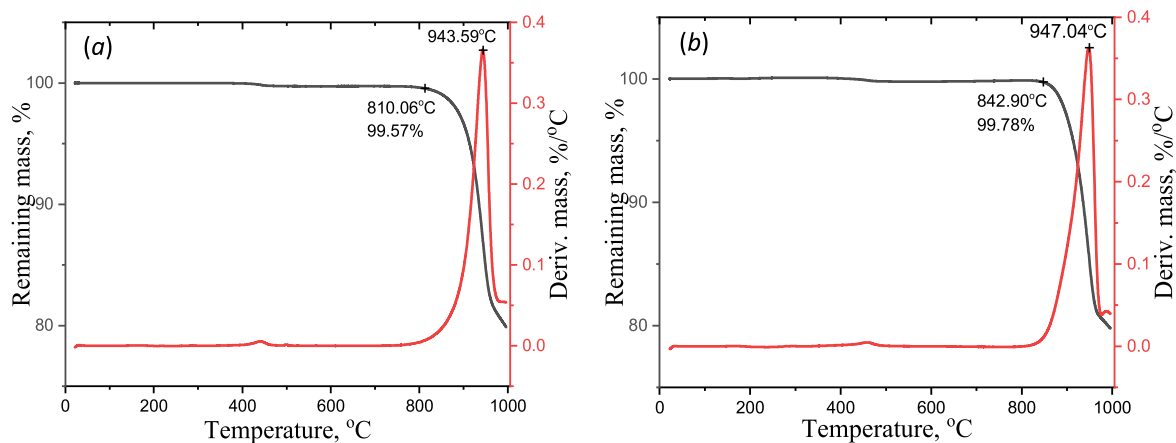 (a)
943.59°C
810.06°C
99.57%
100
90
80
Remaining mass, %
0
200
400
600
800
1000
Temperature, °C
0.4
0.3
0.2
0.1
0.0
Deriv. mass, %/°C
(b)
947.04°C
842.90°C
99.78%
100
90
80
Remaining mass, %
0
200
400
600
800
1000
Temperature, °C
0.4
0.3
0.2
0.1
0.0
Deriv. mass, %/°C